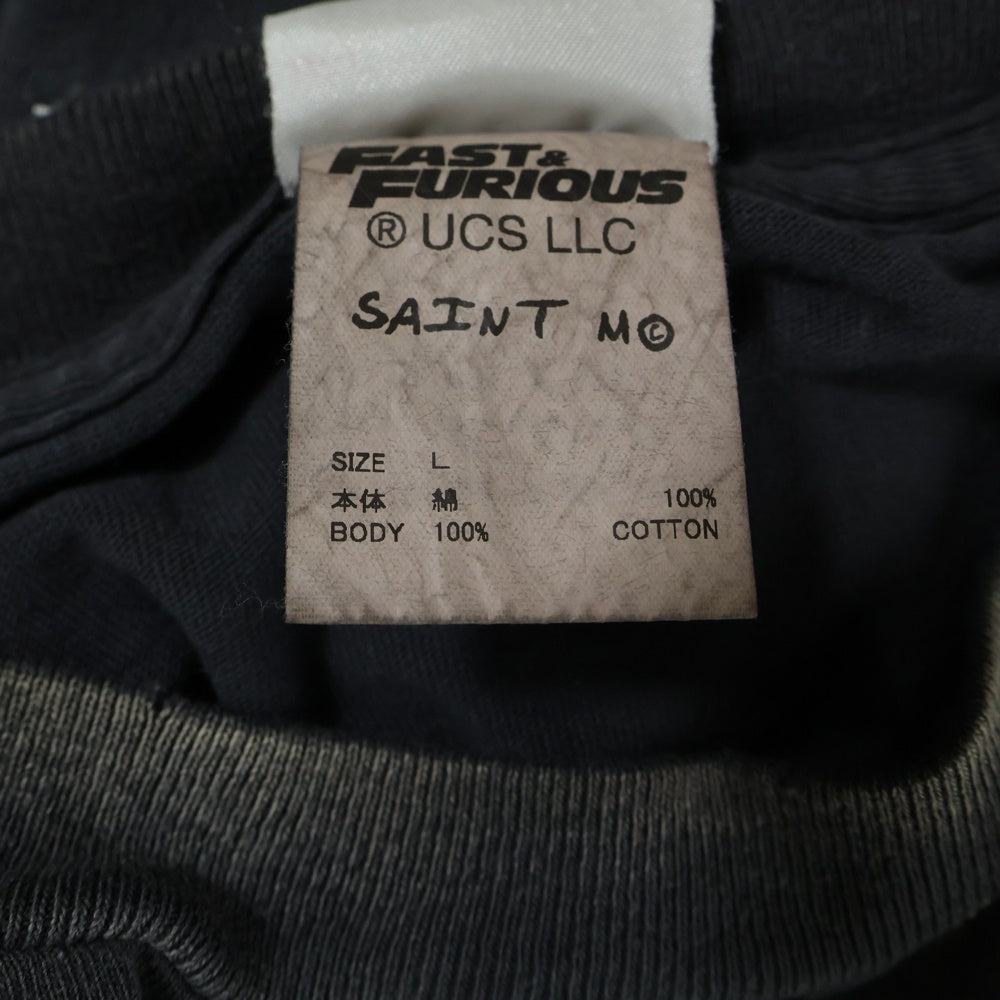 FAST &
FURIOUS
® UCS LLC
SAINT M©
SIZE L
本体 綿 100%
BODY 100% COTTON